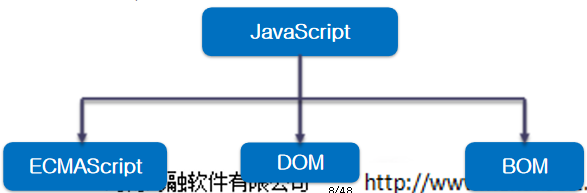 JavaScript
ECMAScript
DOM
BOM
融软件有限公司
8/48
http://www